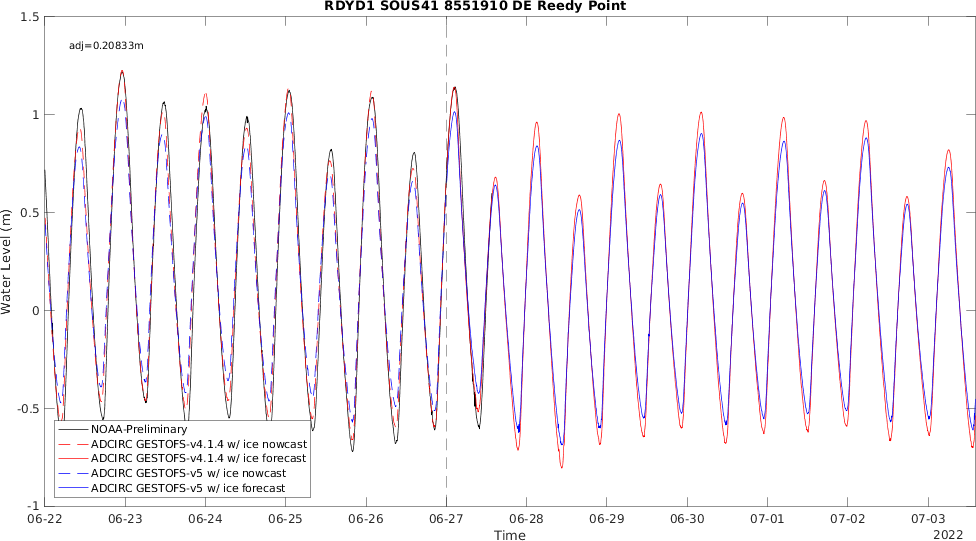 RDYD1 SOUS41 8551910 DE Reedy Point
adj=0.20833m
1.5
1
0.5
0
-0.5
-1
Water Level (m)
NOAA-Preliminary
ADCIRC GESTOFS-v4.1.4 w/ ice nowcast
ADCIRC GESTOFS-v4.1.4 w/ ice forecast
ADCIRC GESTOFS-v5 w/ ice nowcast
ADCIRC GESTOFS-v5 w/ ice forecast
06-22 06-23 06-24 06-25 06-26 06-27 06-28 06-29 06-30 07-01 07-02 07-03
Time
2022